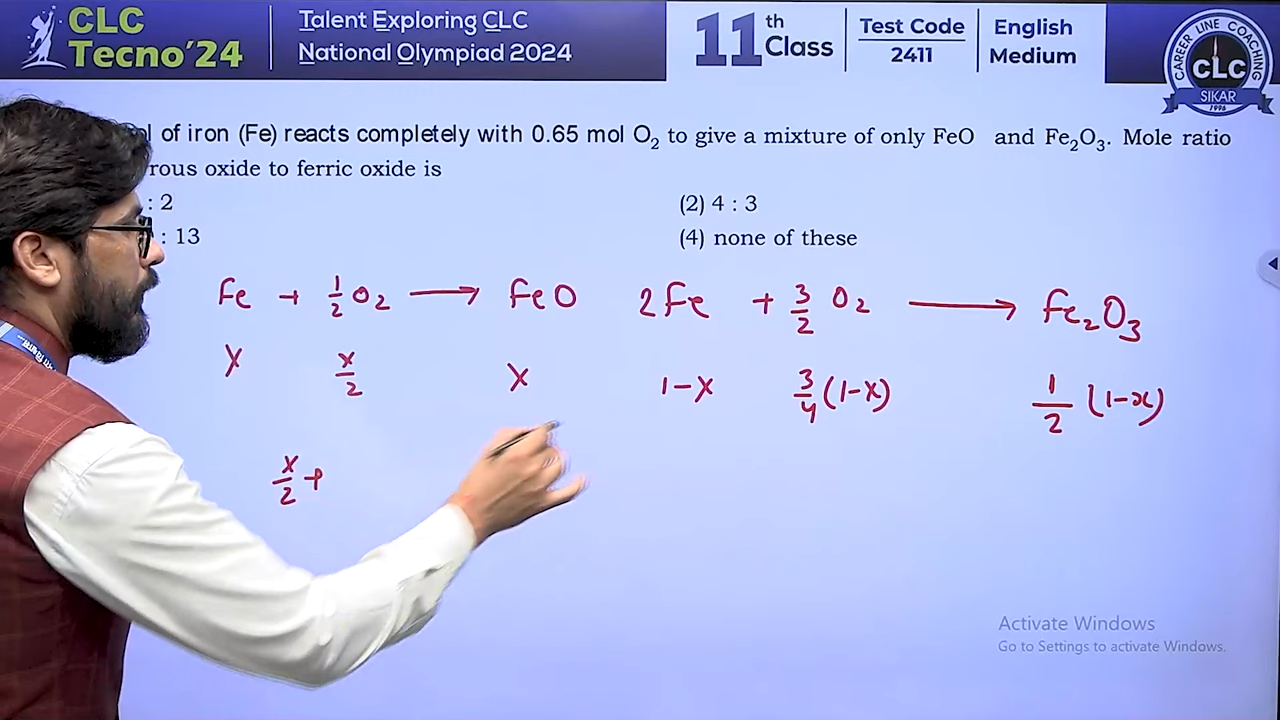 CLC
Tecno'24
Talent Exploring CLC
National Olympiad 2024
11th Class
Test Code
2411
English
Medium
CAREER LINE COACHING
CLC
SIKAR
1996
of iron (Fe) reacts completely with 0.65 mol O₂ to give a mixture of only FeO and Fe₂O₃. Mole ratio
oxide to ferric oxide is
: 2
(2) 4 : 3
: 13
(4) none of these
Fe + 1/2 O₂ → FeO 2Fe + 3/2 O₂ → Fe₂O₃
x x/2 x 1-x 3/4 (1-x) 1/2 (1-x)
x/2 +
Activate Windows
Go to Settings to activate Windows.